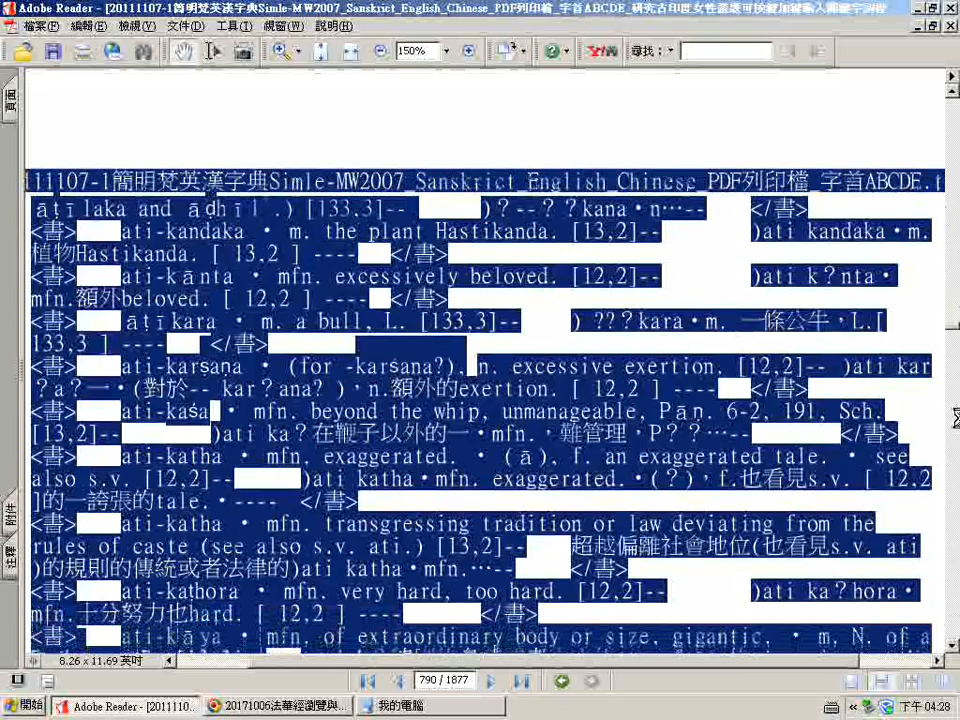 Adobe Reader - [20111107-1簡明梵英漢字典Simle-MW2007_Sanskrict_English_Chinese_PDF列印檔_字首ABCDE_研究古印度女性
檔案(F) 編輯(E) 檢視(V) 文件(D) 工具(T) 視窗(W) 說明(H)
150% 尋找:
頁面
111107-1簡明梵英漢字典Simle-MW2007_Sanskrict_English_Chinese_PDF列印檔_字首ABCDE.t
āṭīlaka and āḍhīl .) [133,3]-- )？--？？kana•n…-- </書>
<書> ati-kandaka • m. the plant Hastikanda. [13,2]-- )ati kandaka•m.
植物Hastikanda. [ 13,2 ] ---- </書>
<書> ati-kānta • mfn. excessively beloved. [12,2]-- )ati k？nta•
mfn.額外beloved. [ 12,2 ] ---- </書>
<書> āṭīkara • m. a bull, L. [133,3]-- ) ???kara•m. 一條公牛，L.[
133,3 ] ---- </書>
<書> ati-karṣaṇa • (for -karśana?), n. excessive exertion. [12,2]-- )ati kar
？a？一•(對於-- kar？ana? )，n.額外的exertion. [ 12,2 ] ---- </書>
<書> ati-kaśa • mfn. beyond the whip, unmanageable, Pāṇ. 6-2, 191, Sch.
[13,2]-- )ati ka？在鞭子以外的一•mfn.，難管理，P？？…-- </書>
<書> ati-katha • mfn. exaggerated. • (ā), f. an exaggerated tale. • see
also s.v. [12,2]-- )ati katha•mfn. exaggerated.•(？)，f.也看見s.v. [ 12,2
]的一誇張的tale.•---- </書>
<書> ati-katha • mfn. transgressing tradition or law deviating from the
rules of caste (see also s.v. ati.) [13,2]-- 超越偏離社會地位(也看見s.v. ati
)的規則的傳統或者法律的)ati katha•mfn.…-- </書>
<書> ati-kaṭhora • mfn. very hard, too hard. [12,2]-- )ati ka？hora•
mfn.十分努力也hard. [ 12,2 ] ---- </書>
<書> ati-kāya • mfn. of extraordinary body or size, gigantic. • m. N. of a
附件
注釋
8.26 x 11.69 英吋
790 / 1877
開始 Adobe Reader - [2011110... 20171006法華經瀏覽與... 我的電腦 下午 04:28